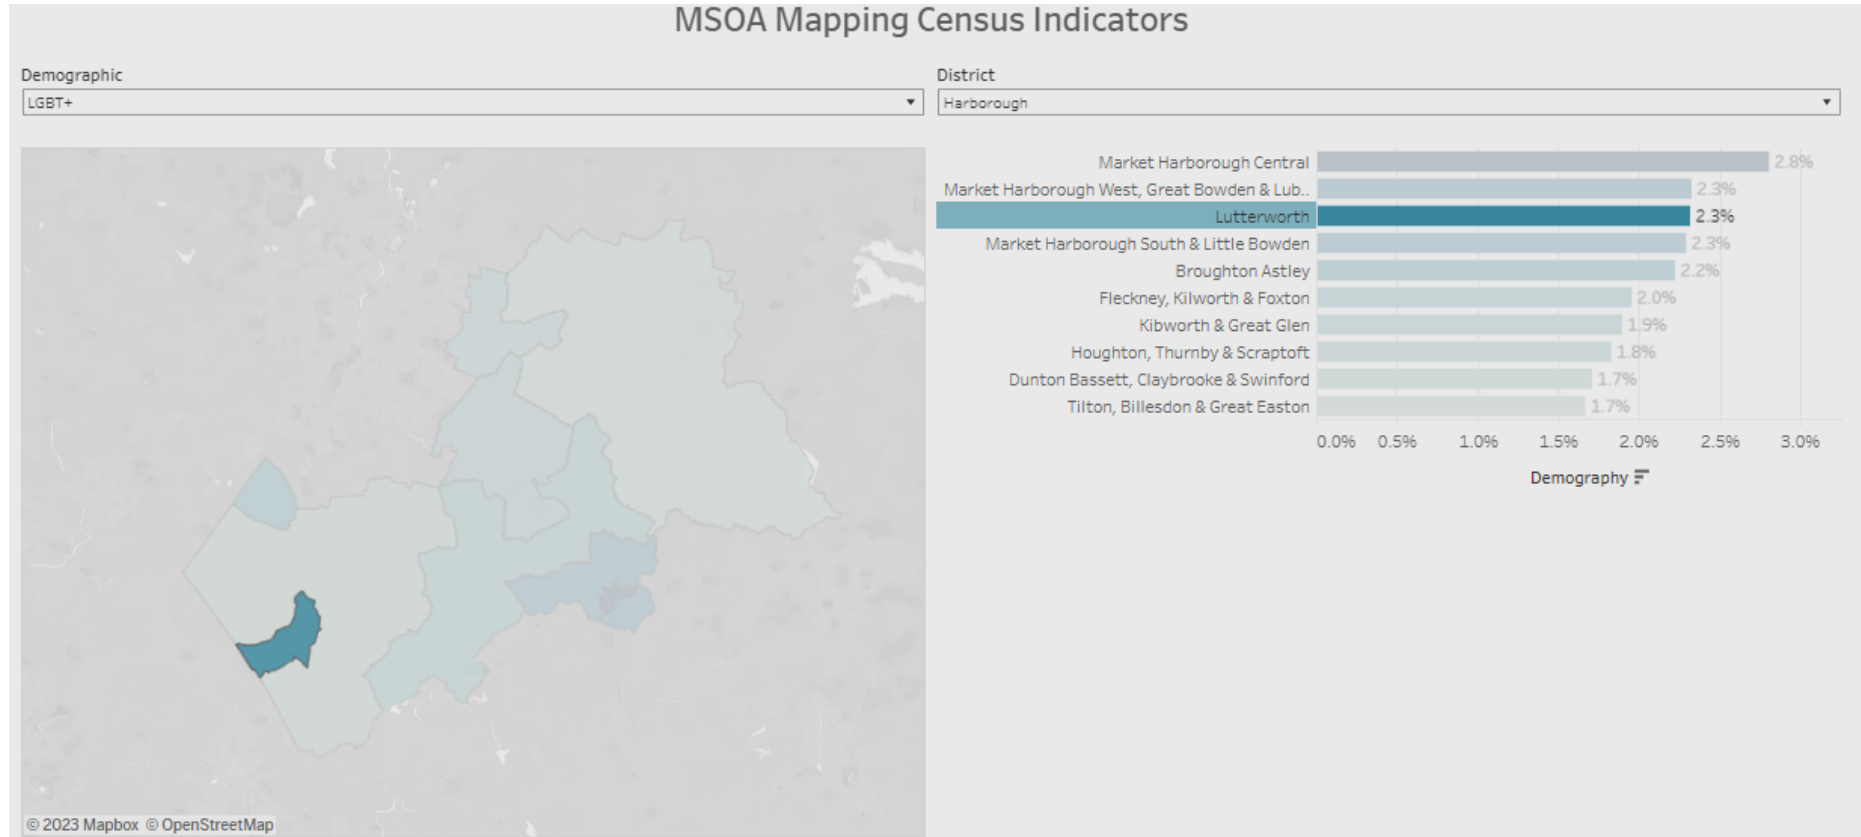 MSOA Mapping Census Indicators
Demographic
LGBT+
District
Harborough
Market Harborough Central 2.8%
Market Harborough West, Great Bowden & Lub.. 2.3%
Lutterworth 2.3%
Market Harborough South & Little Bowden 2.3%
Broughton Astley 2.2%
Fleckney, Kilworth & Foxton 2.0%
Kibworth & Great Glen 1.9%
Houghton, Thurnby & Scraptoft 1.8%
Dunton Bassett, Claybrooke & Swinford 1.7%
Tilton, Billesdon & Great Easton 1.7%
0.0% 0.5% 1.0% 1.5% 2.0% 2.5% 3.0%
Demography
© 2023 Mapbox © OpenStreetMap